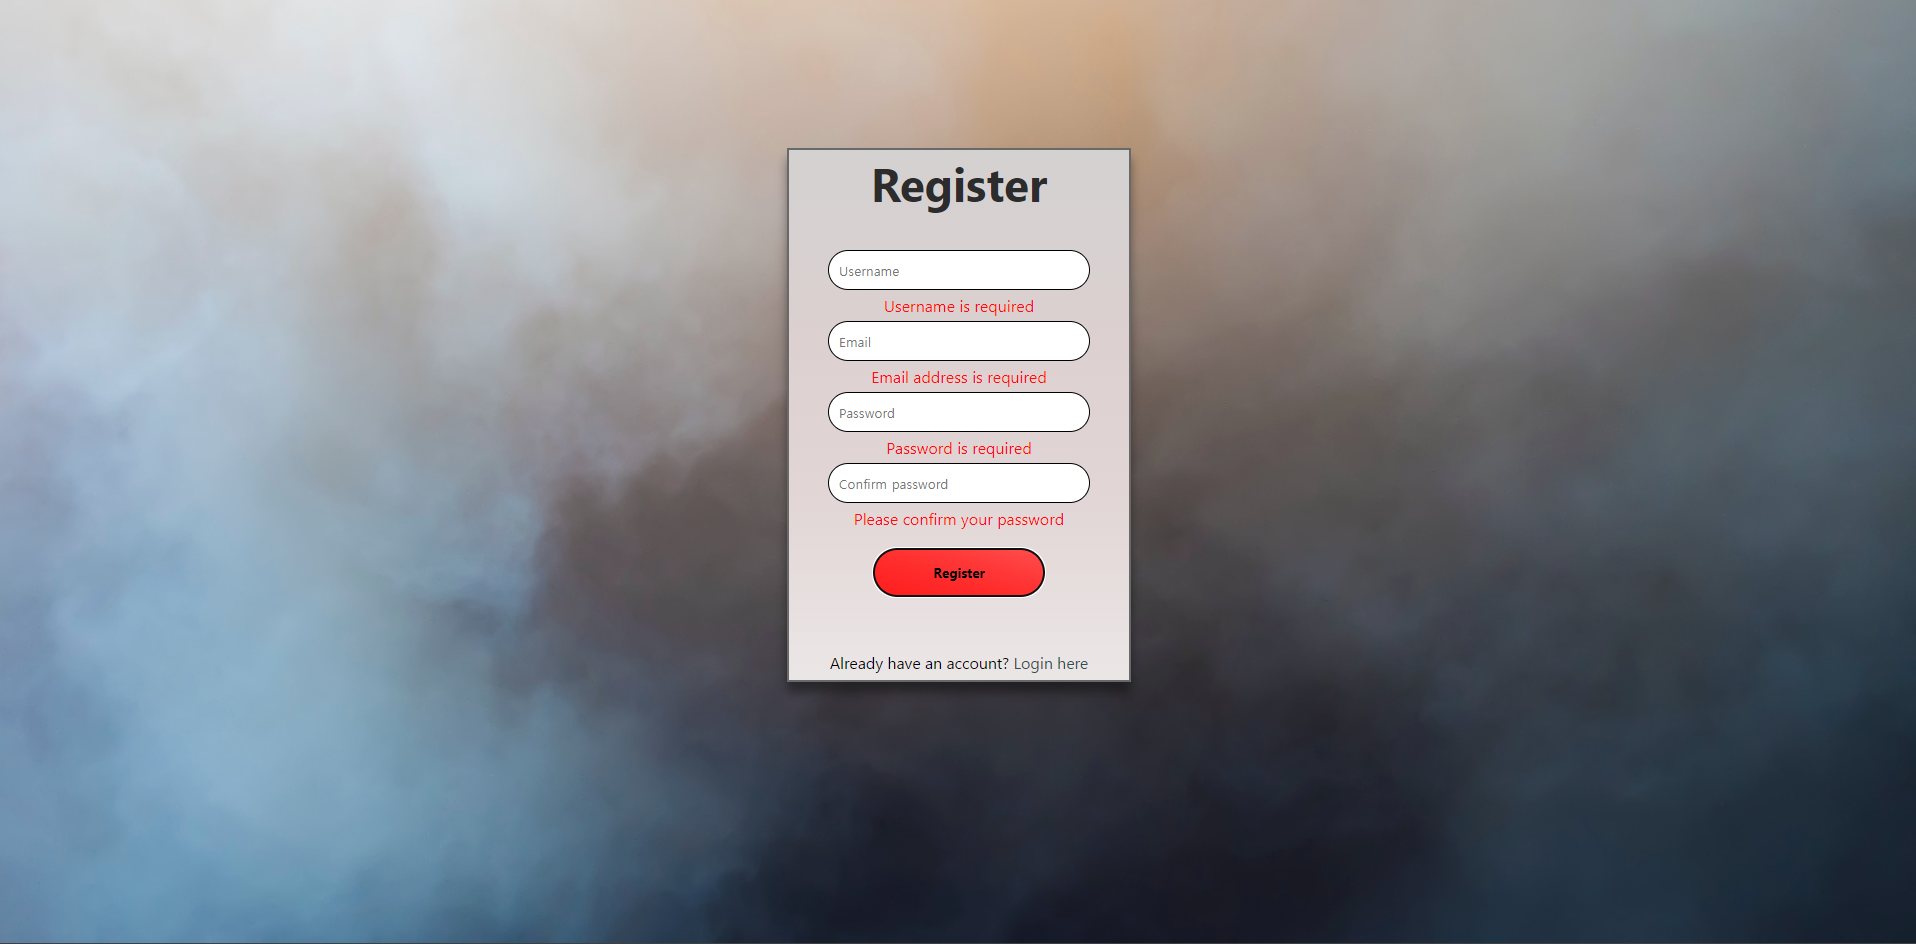 Register
Username
Username is required
Email
Email address is required
Password
Password is required
Confirm password
Please confirm your password
Register
Already have an account? Login here